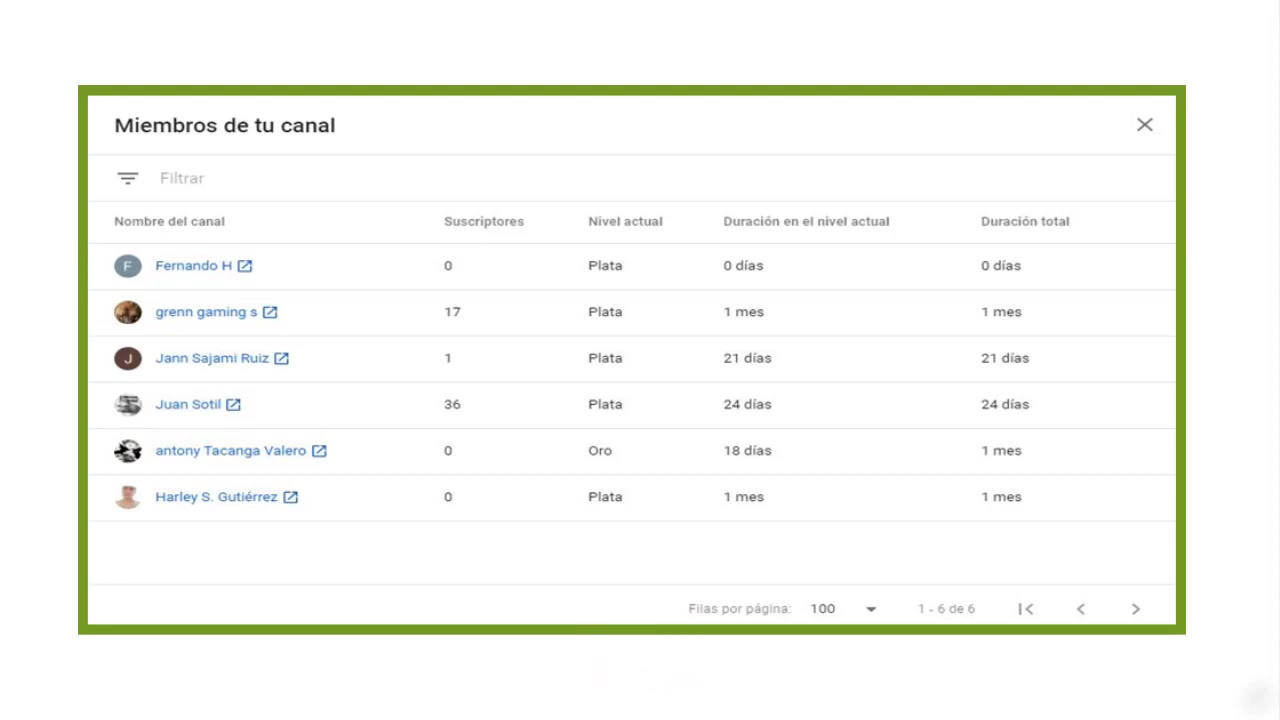 Miembros de tu canal
Filtrar
Nombre del canal Suscriptores Nivel actual Duración en el nivel actual Duración total
F Fernando H 0 Plata 0 días 0 días
grenn gaming s 17 Plata 1 mes 1 mes
J Jann Sajami Ruiz 1 Plata 21 días 21 días
Juan Sotil 36 Plata 24 días 24 días
antony Tacanga Valero 0 Oro 18 días 1 mes
Harley S. Gutiérrez 0 Plata 1 mes 1 mes
Filas por página: 100 1 - 6 de 6